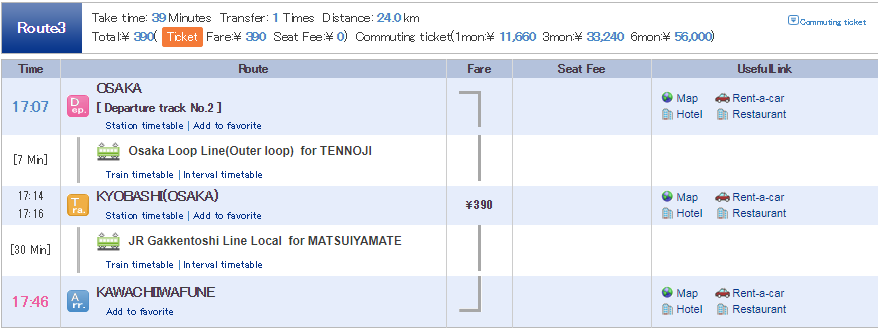 Route3
Take time: 39 Minutes Transfer: 1 Times Distance: 24.0 km
Total:¥ 390( Ticket Fare:¥ 390 Seat Fee:¥ 0) Commuting ticket(1mon:¥ 11,660 3mon:¥ 33,240 6mon:¥ 56,000)
Commuting ticket
Time Route Fare Seat Fee UsefulLink
17:07 Dep. OSAKA
[ Departure track No.2 ]
Station timetable | Add to favorite
Map Rent-a-car
Hotel Restaurant
[7 Min] Osaka Loop Line(Outer loop) for TENNOJI
Train timetable | Interval timetable
17:14
17:16
Tra. KYOBASHI(OSAKA)
Station timetable | Add to favorite
¥390
Map Rent-a-car
Hotel Restaurant
[30 Min] JR Gakkentoshi Line Local for MATSUIYAMATE
Train timetable | Interval timetable
17:46 Arr. KAWACHIIWAFUNE
Add to favorite
Map Rent-a-car
Hotel Restaurant